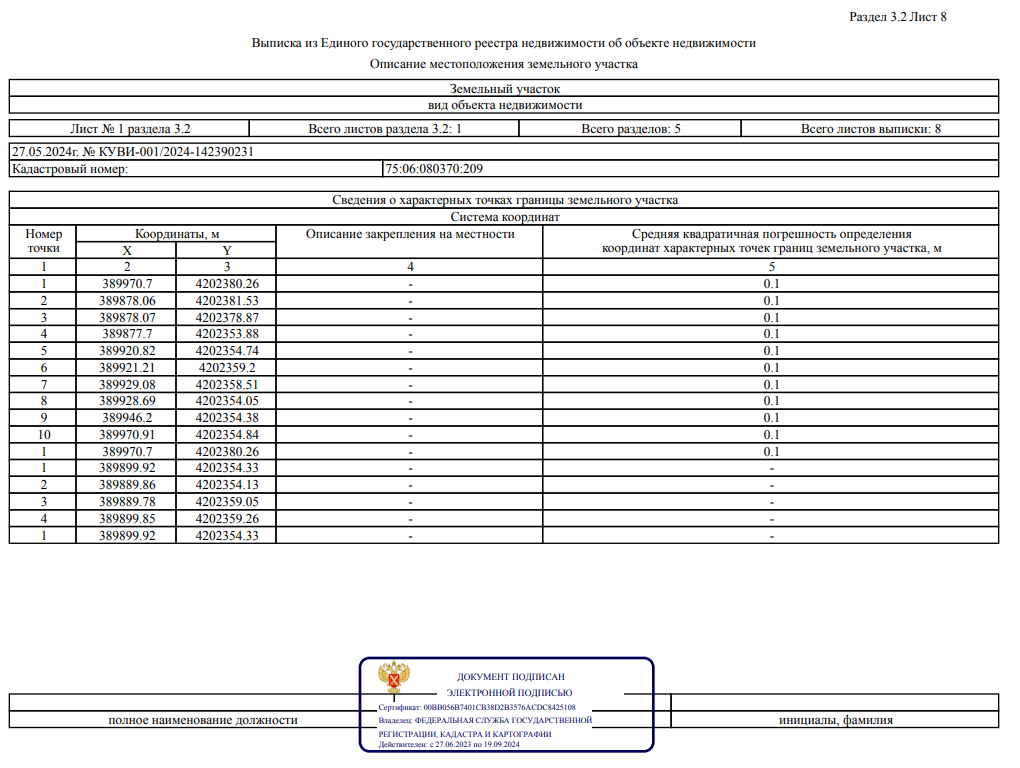 Раздел 3.2 Лист 8
Выписка из Единого государственного реестра недвижимости об объекте недвижимости
Описание местоположения земельного участка
Земельный участок
вид объекта недвижимости
Лист № 1 раздела 3.2 Всего листов раздела 3.2: 1 Всего разделов: 5 Всего листов выписки: 8
27.05.2024г. № КУВИ-001/2024-142390231
Кадастровый номер: 75:06:080370:209
Сведения о характерных точках границы земельного участка
Система координат
Номер точки Координаты, м Описание закрепления на местности Средняя квадратичная погрешность определения
координат характерных точек границ земельного участка, м
X Y
1 2 3 4 5
1 389970.7 4202380.26 - 0.1
2 389878.06 4202381.53 - 0.1
3 389878.07 4202378.87 - 0.1
4 389877.7 4202353.88 - 0.1
5 389920.82 4202354.74 - 0.1
6 389921.21 4202359.2 - 0.1
7 389929.08 4202358.51 - 0.1
8 389928.69 4202354.05 - 0.1
9 389946.2 4202354.38 - 0.1
10 389970.91 4202354.84 - 0.1
1 389970.7 4202380.26 - 0.1
1 389899.92 4202354.33 - -
2 389889.86 4202354.13 - -
3 389889.78 4202359.05 - -
4 389899.85 4202359.26 - -
1 389899.92 4202354.33 - -
ДОКУМЕНТ ПОДПИСАН
ЭЛЕКТРОННОЙ ПОДПИСЬЮ
Сертификат: 00BB056B7401CB38D2B3576ACDC8425108
Владелец: ФЕДЕРАЛЬНАЯ СЛУЖБА ГОСУДАРСТВЕННОЙ
РЕГИСТРАЦИИ, КАДАСТРА И КАРТОГРАФИИ
Действителен: с 27.06.2023 по 19.09.2024
полное наименование должности инициалы, фамилия